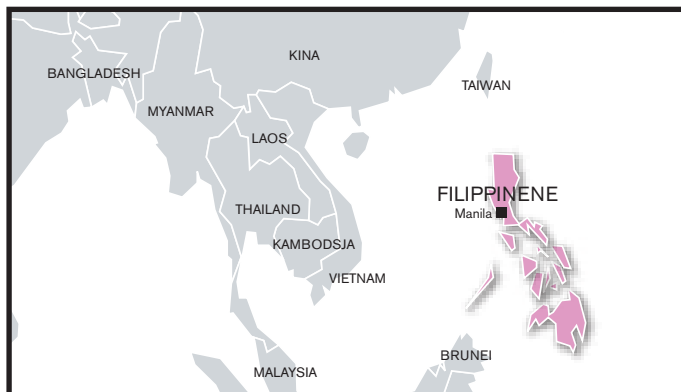 KINA
BANGLADESH
TAIWAN
MYANMAR
LAOS
FILIPPINENE
THAILAND
Manila
KAMBODSJA
VIETNAM
BRUNEI
MALAYSIA